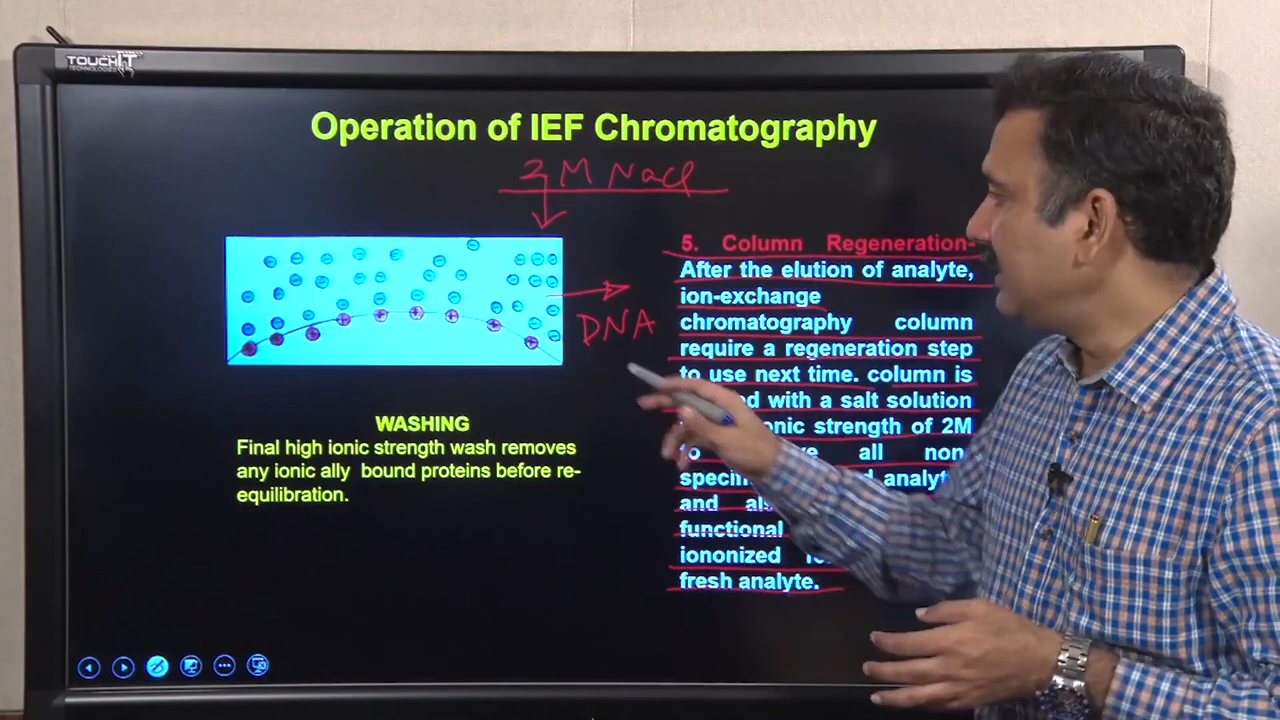 TOUCHIT
TECHNOLOGIES
Operation of IEF Chromatography
2 M NaCl
DNA
WASHING
Final high ionic strength wash removes
any ionic ally bound proteins before re-
equilibration.
5. Column Regeneration-
After the elution of analyte,
ion-exchange
chromatography column
require a regeneration step
to use next time. column is
with a salt solution
ionic strength of 2M
all non-
analyte
and
functional
iononized
fresh analyte.